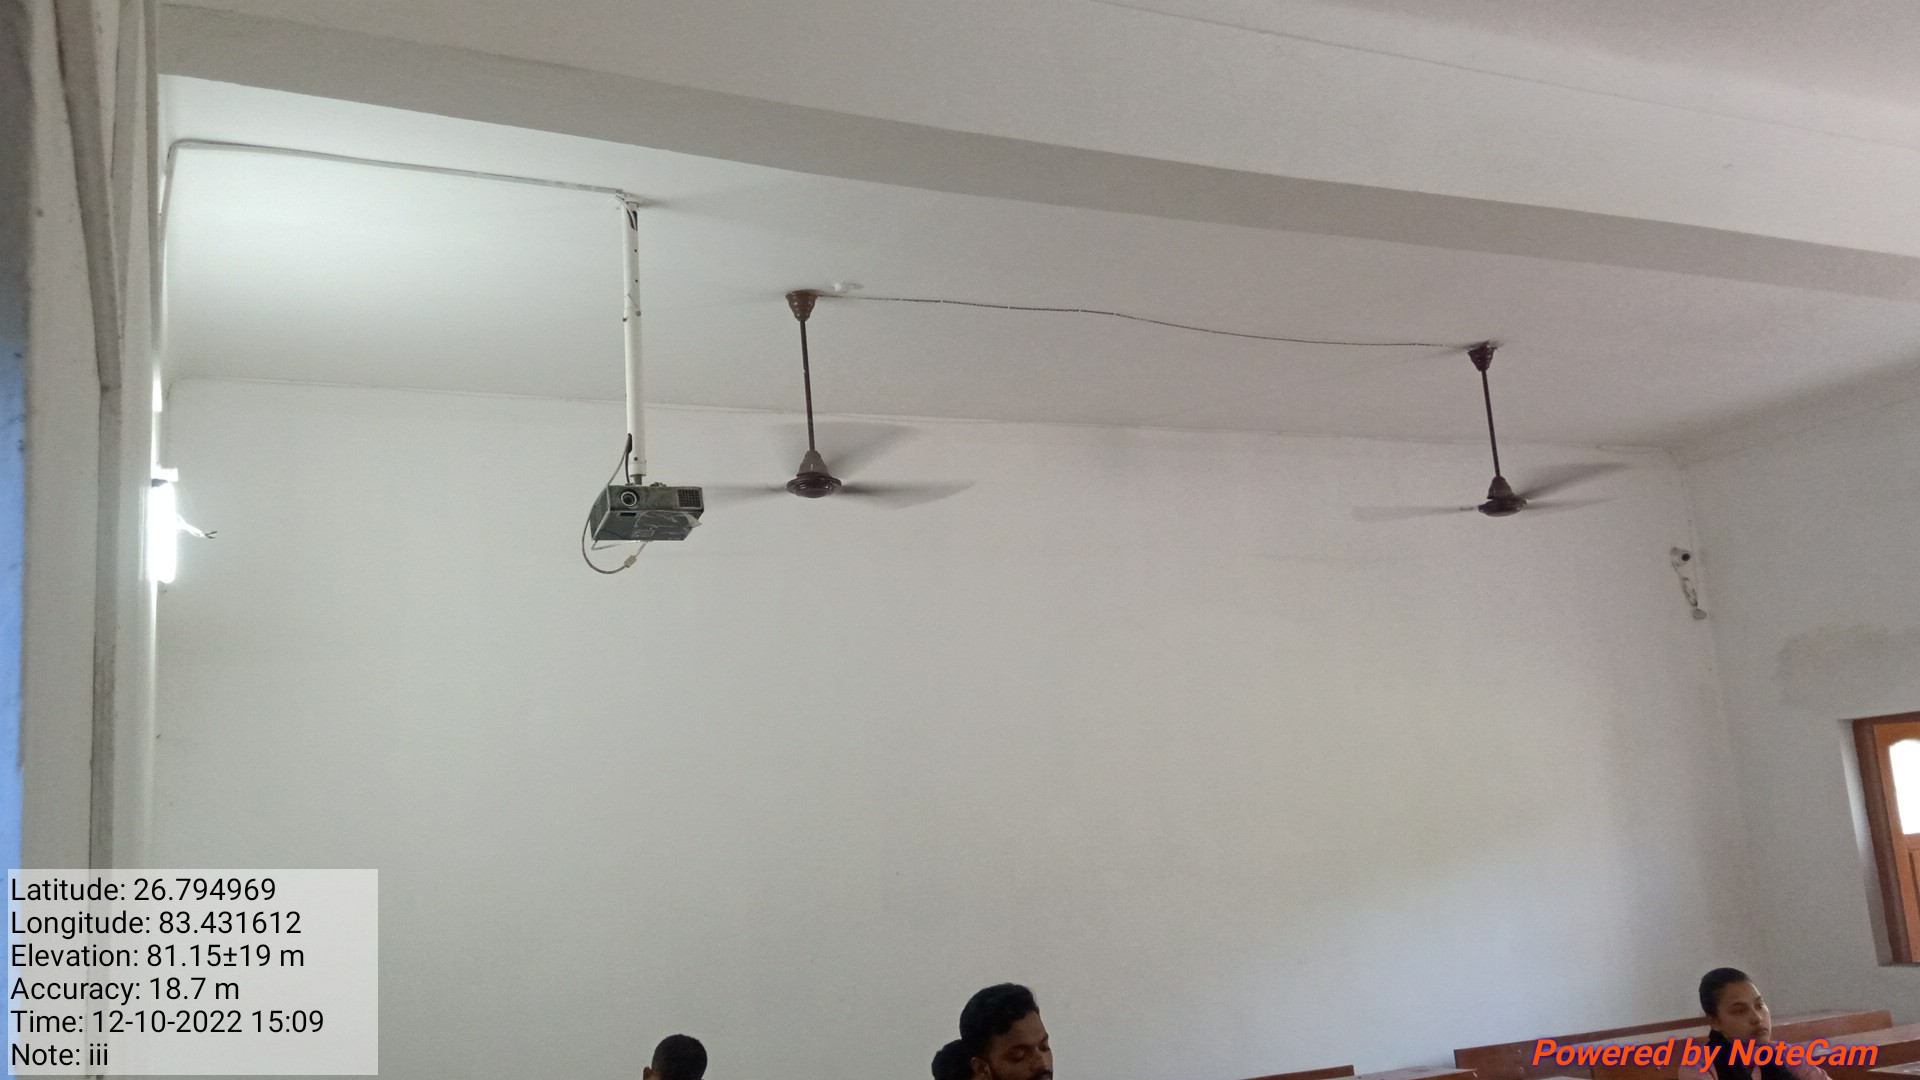 Latitude: 26.794969
Longitude: 83.431612
Elevation: 81.15±19 m
Accuracy: 18.7 m
Time: 12-10-2022 15:09
Note: iii
Powered by NoteCam